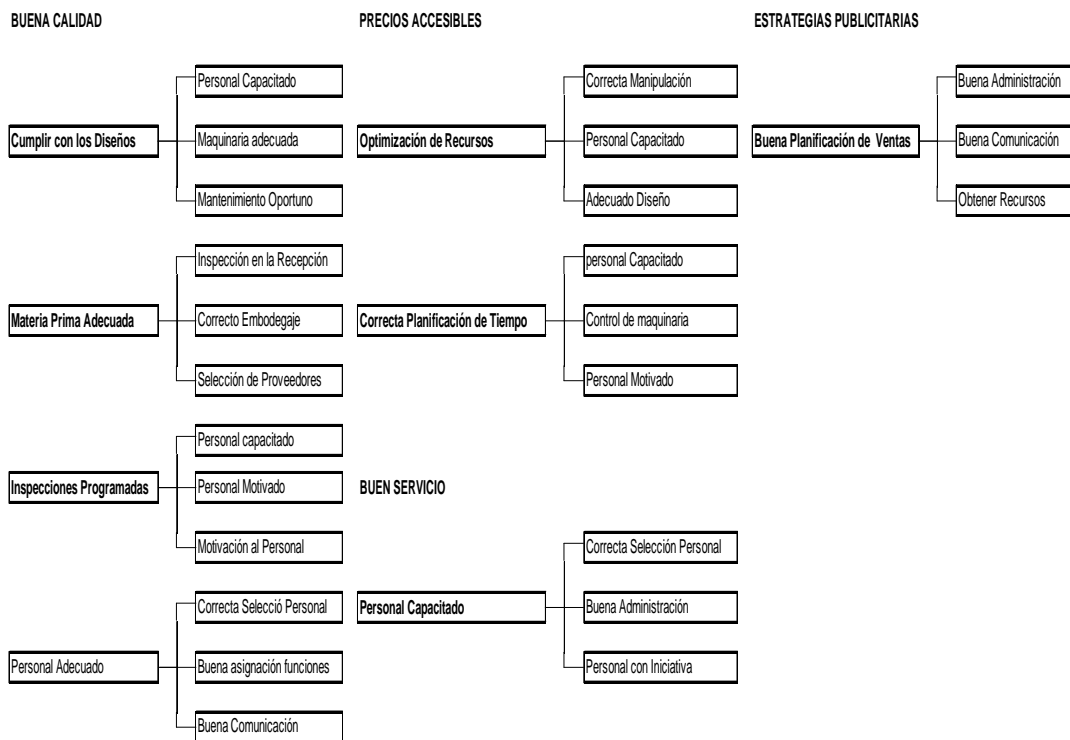 BUENA CALIDAD
Personal Capacitado
Cumplir con los Diseños
Maquinaria adecuada
Mantenimiento Oportuno
Inspección en la Recepción
Materia Prima Adecuada
Correcto Embodegaje
Selección de Proveedores
Personal capacitado
Inspecciones Programadas
Personal Motivado
Motivación al Personal
Correcta Selecció Personal
Personal Adecuado
Buena asignación funciones
Buena Comunicación
PRECIOS ACCESIBLES
Correcta Manipulación
Optimización de Recursos
Personal Capacitado
Adecuado Diseño
personal Capacitado
Correcta Planificación de Tiempo
Control de maquinaria
Personal Motivado
BUEN SERVICIO
Correcta Selección Personal
Personal Capacitado
Buena Administración
Personal con Iniciativa
ESTRATEGIAS PUBLICITARIAS
Buena Administración
Buena Planificación de Ventas
Buena Comunicación
Obtener Recursos